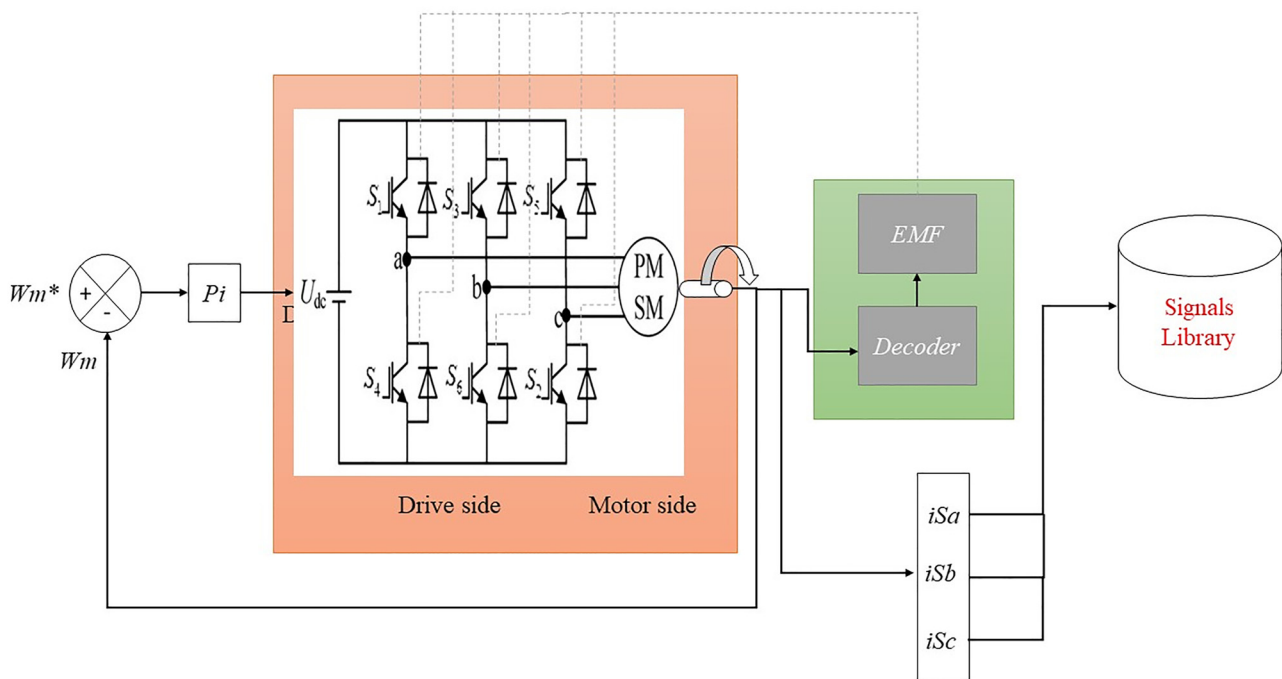 Wm*
+
-
Wm
Pi
D
Udc
S1
S3
S5
a
b
c
S4
S6
S2
PM
SM
Drive side
Motor side
EMF
Decoder
Signals
Library
iSa
iSb
iSc